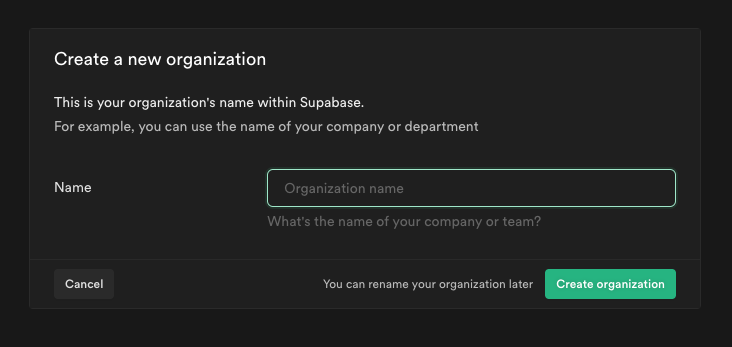 Create a new organization
This is your organization's name within Supabase.
For example, you can use the name of your company or department
Name
Organization name
What's the name of your company or team?
Cancel
You can rename your organization later
Create organization